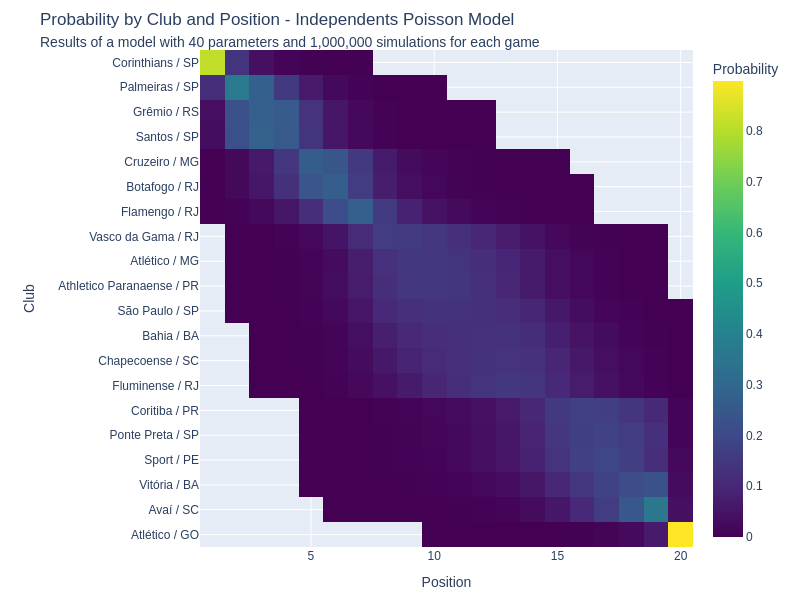 Probability by Club and Position - Independents Poisson Model
Results of a model with 40 parameters and 1,000,000 simulations for each game
Probability
Corinthians / SP
Palmeiras / SP
Grêmio / RS
Santos / SP
Cruzeiro / MG
Botafogo / RJ
Flamengo / RJ
Vasco da Gama / RJ
Atlético / MG
Athletico Paranaense / PR
São Paulo / SP
Bahia / BA
Chapecoense / SC
Fluminense / RJ
Coritiba / PR
Ponte Preta / SP
Sport / PE
Vitória / BA
Avaí / SC
Atlético / GO
Club
5
10
15
20
Position
0.8
0.7
0.6
0.5
0.4
0.3
0.2
0.1
0